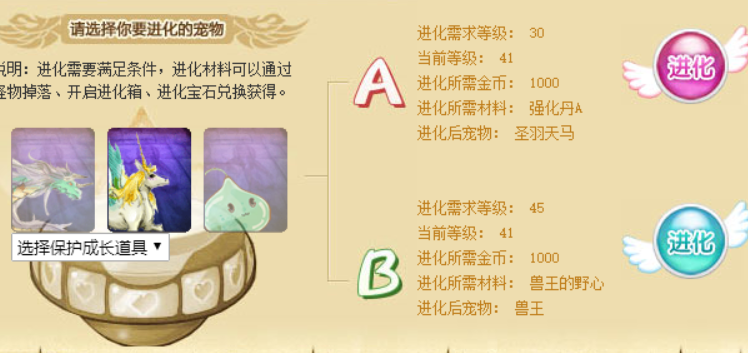 请选择你要进化的宠物
说明：进化需要满足条件，进化材料可以通过
怪物掉落、开启进化箱、进化宝石兑换获得。
选择保护成长道具
A
进化需求等级： 30
当前等级： 41
进化所需金币： 1000
进化所需材料： 强化丹A
进化后宠物： 圣羽天马
进化
B
进化需求等级： 45
当前等级： 41
进化所需金币： 1000
进化所需材料： 兽王的野心
进化后宠物： 兽王
进化